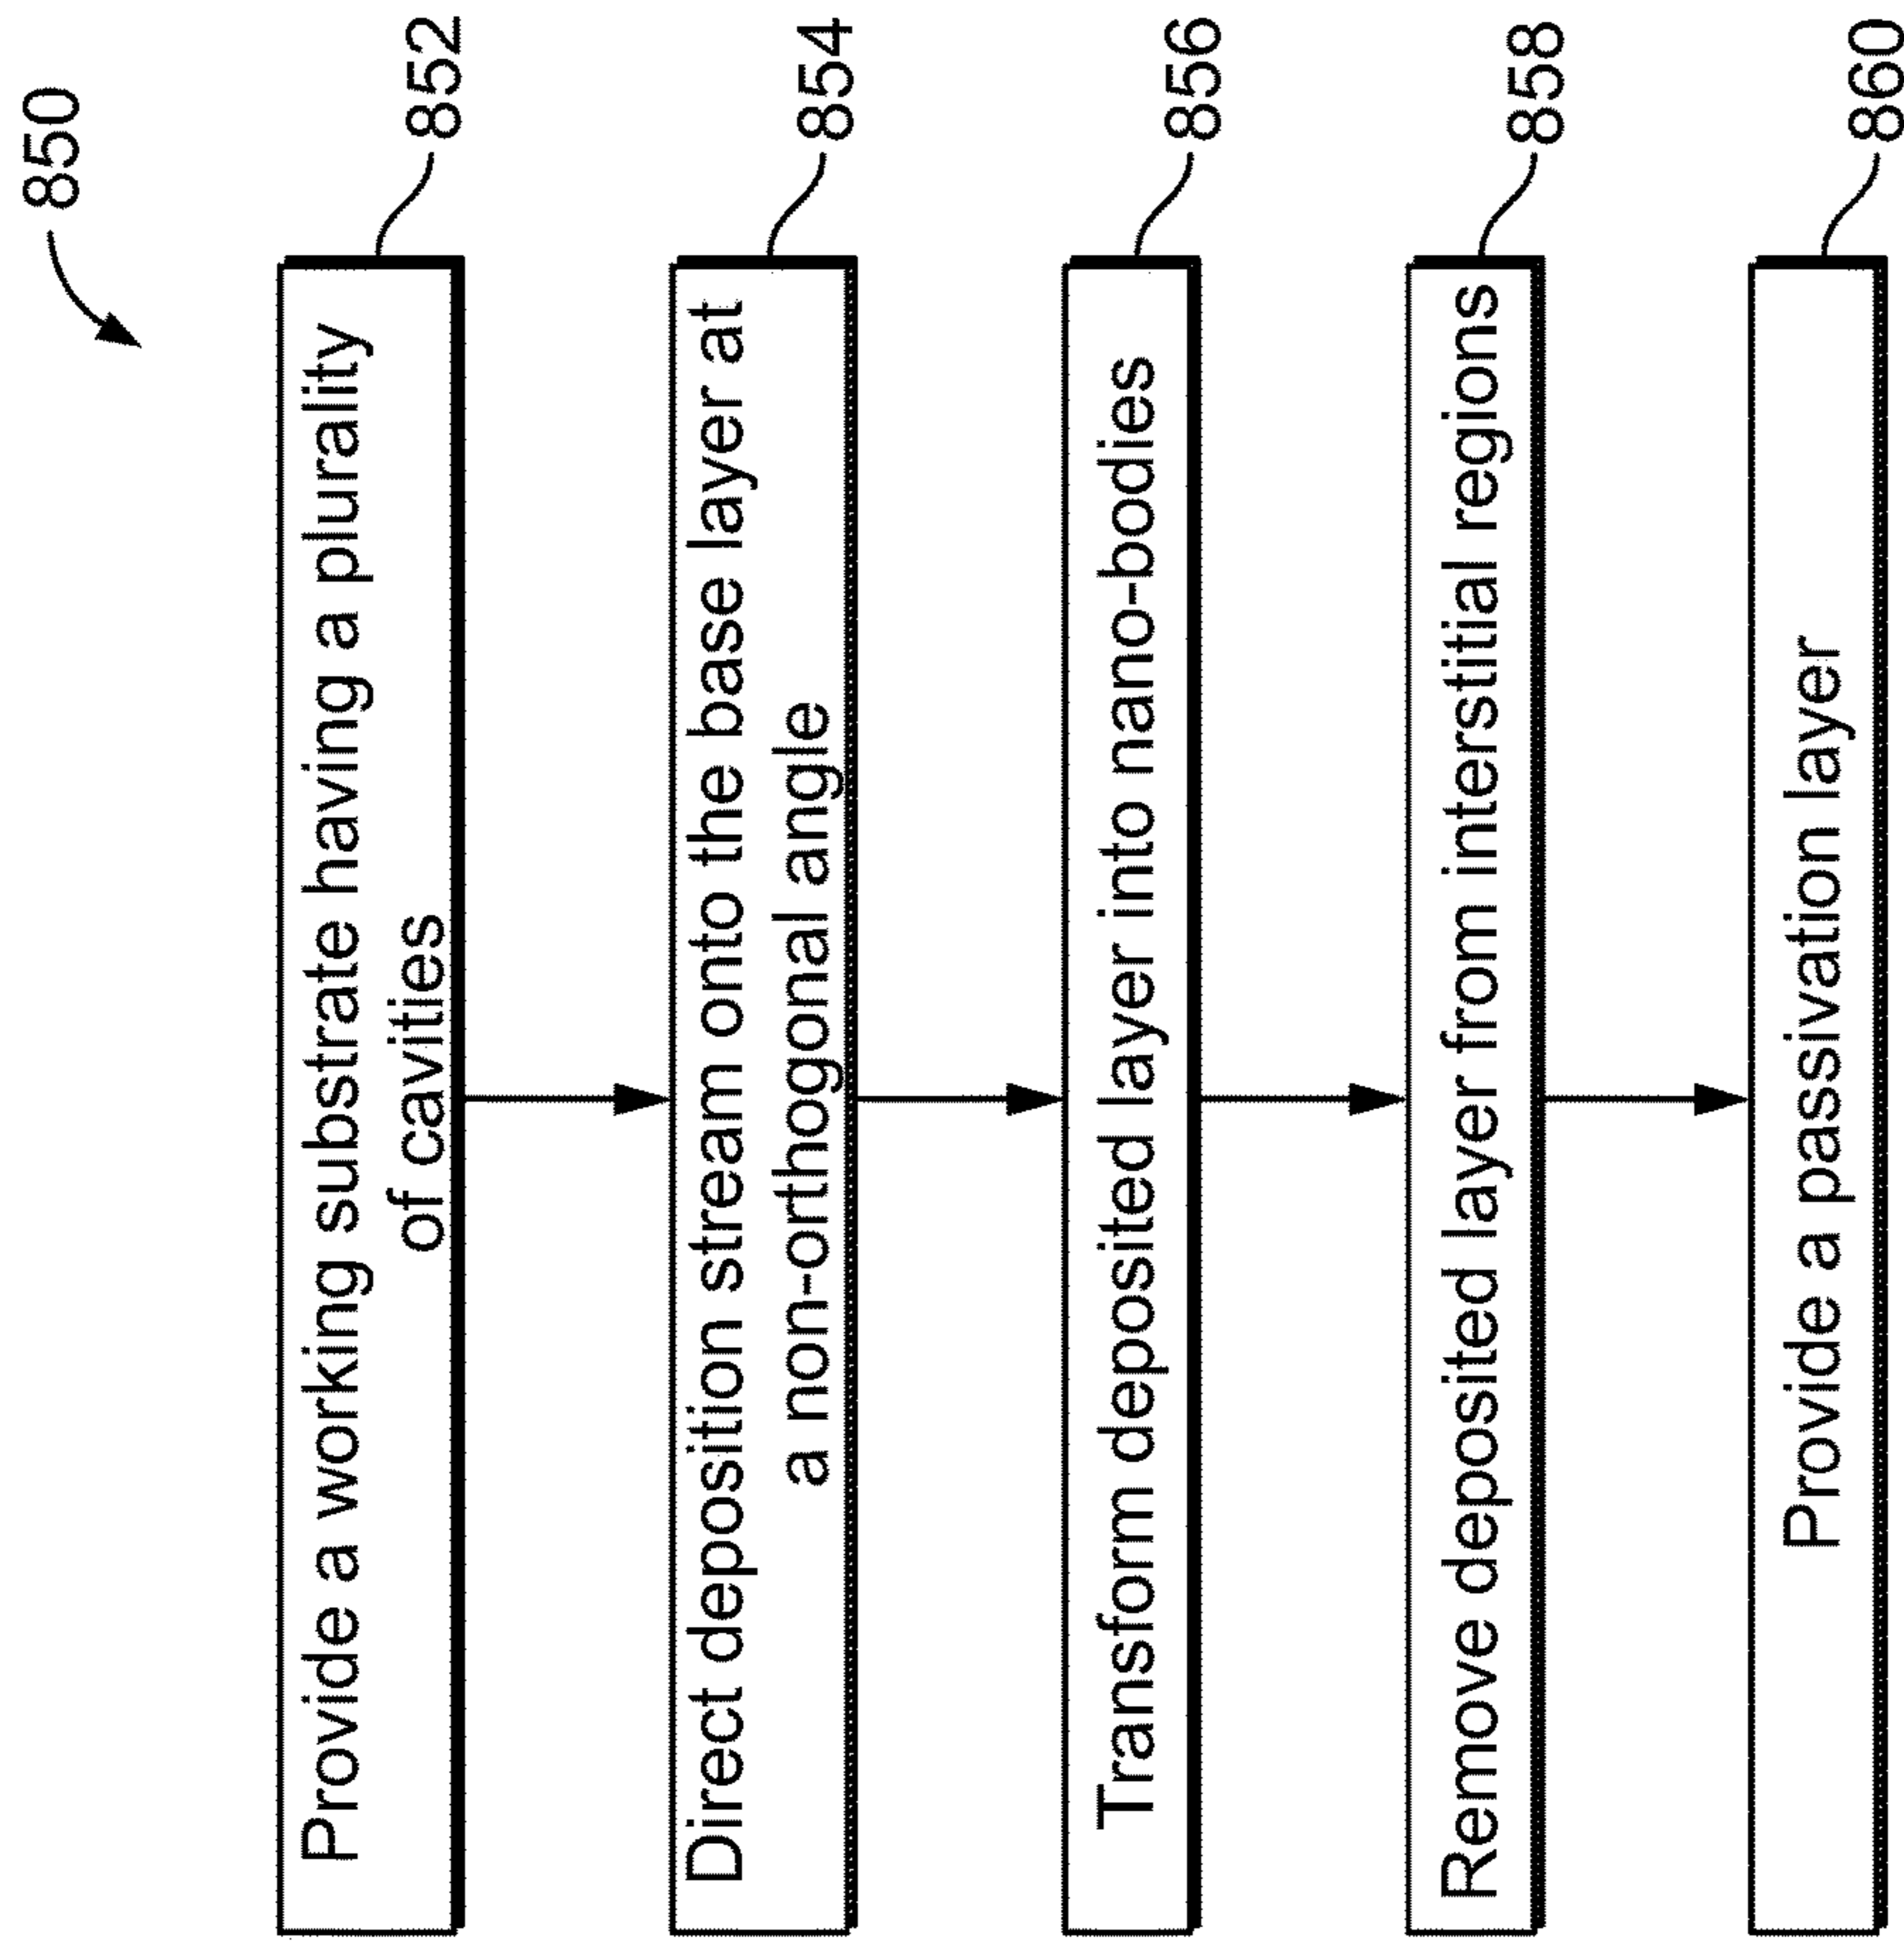 850
Provide a working substrate having a plurality
of cavities
852
Direct deposition stream onto the base layer at
a non-orthogonal angle
854
Transform deposited layer into nano-bodies
856
Remove deposited layer from interstitial regions
858
Provide a passivation layer
860